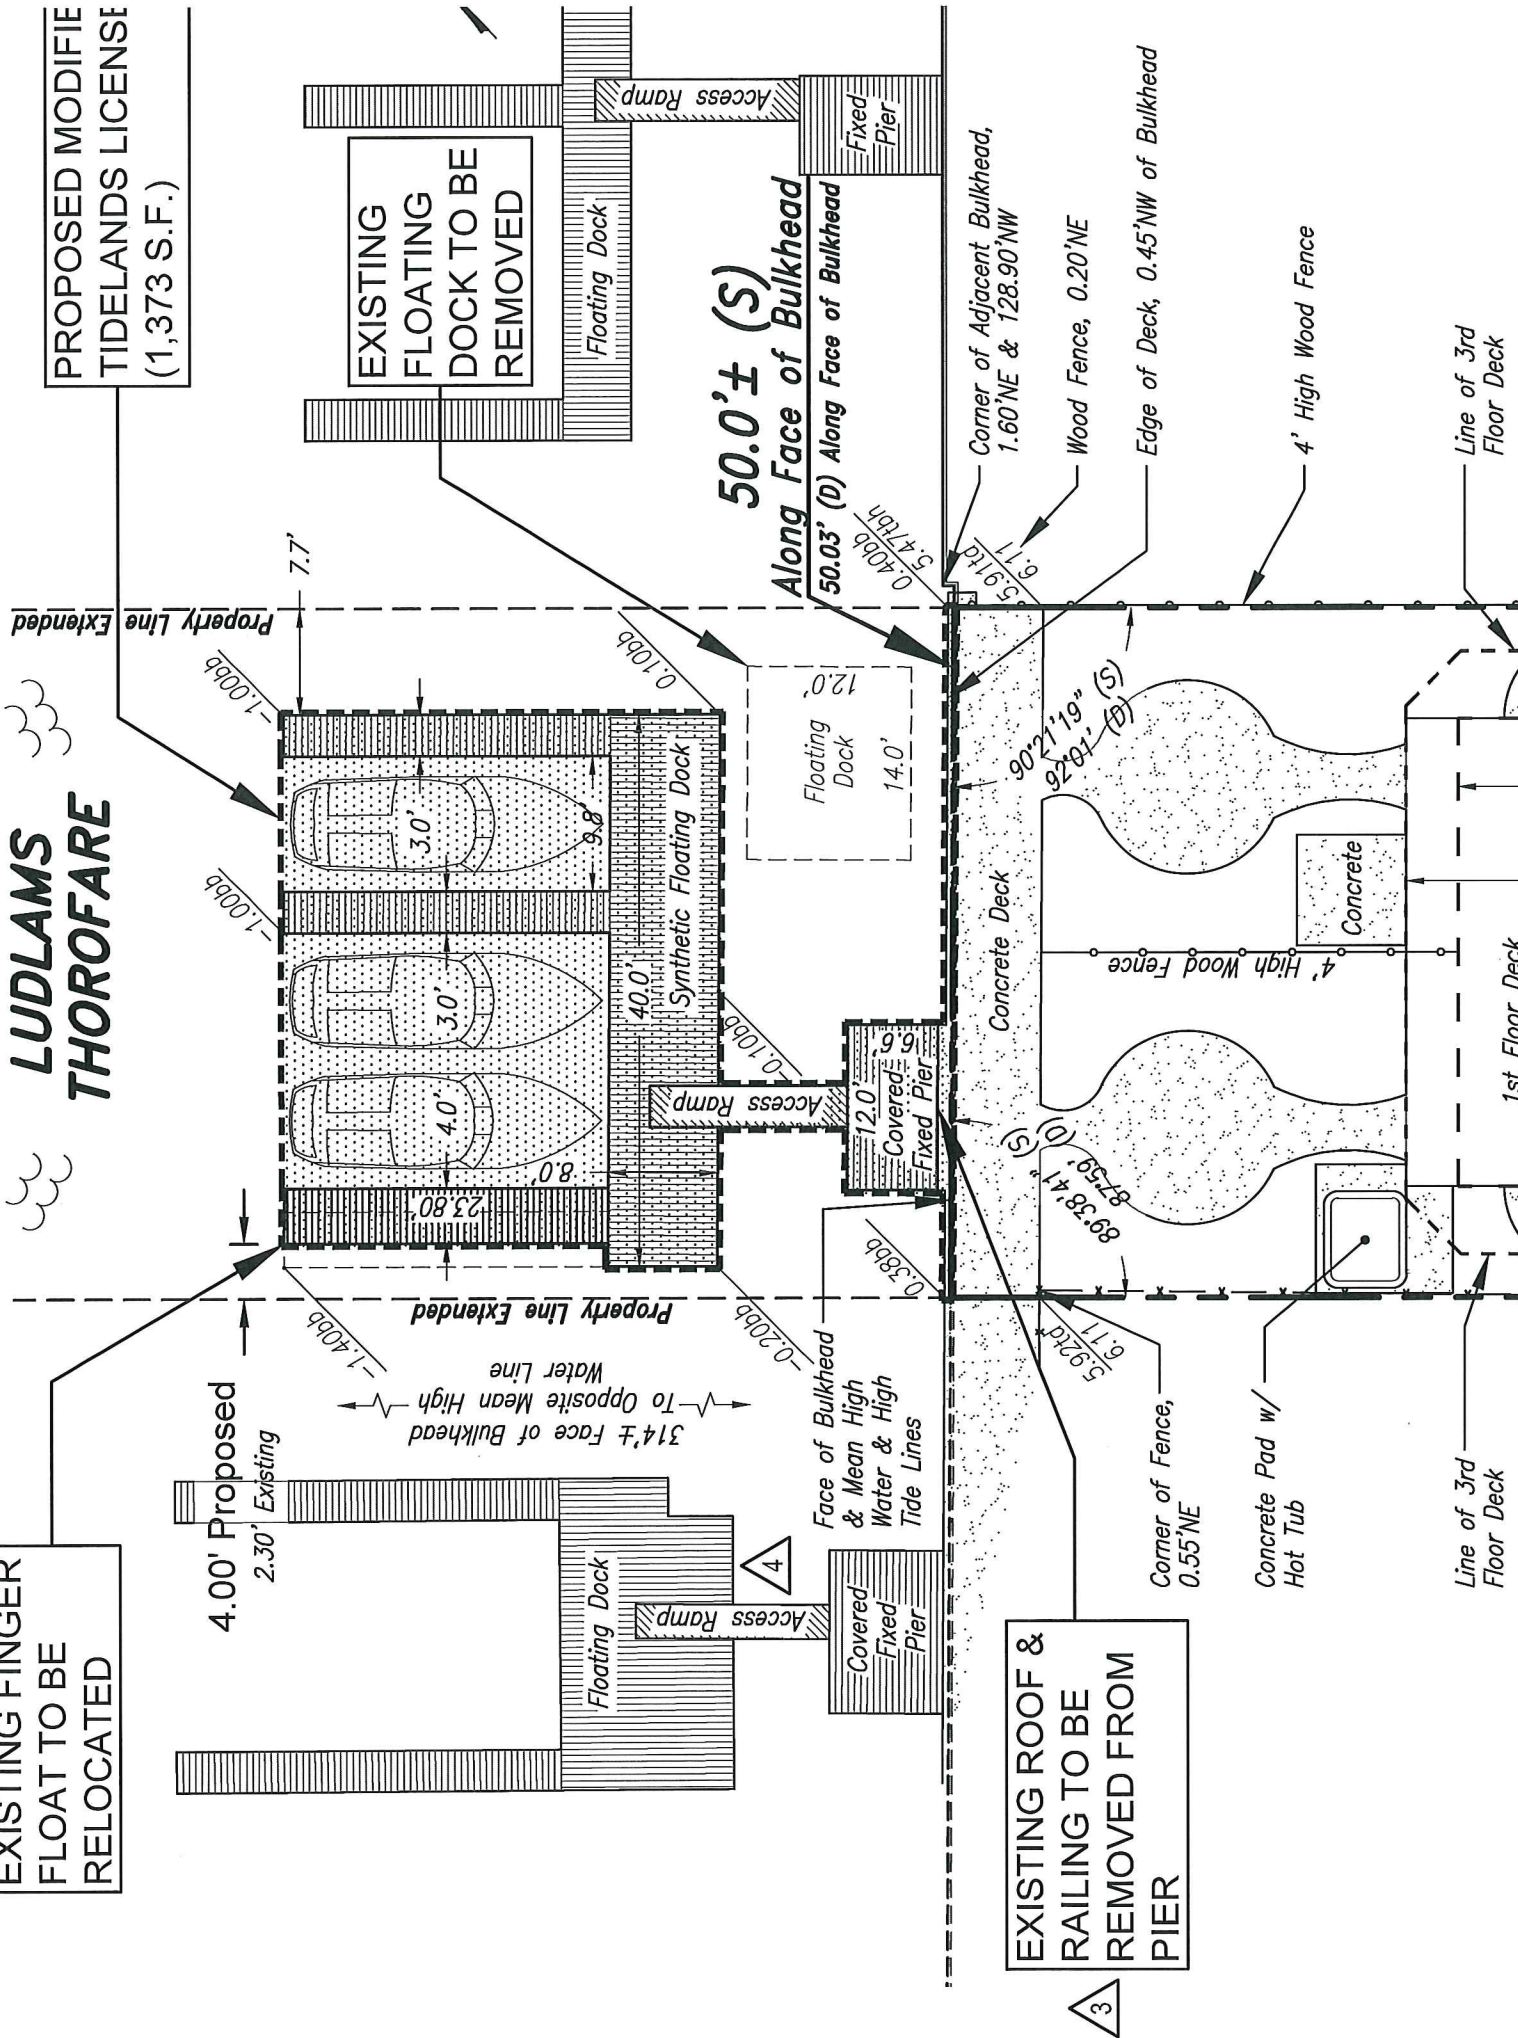 EXISTING FINGER
FLOAT TO BE
RELOCATED
4.00' Proposed
2.30' Existing
LUDLAMS
THOROFARE
PROPOSED MODIFIE
TIDELANDS LICENSE
(1,373 S.F.)
EXISTING
FLOATING
DOCK TO BE
REMOVED
Property Line Extended
7.7'
-1.00bb
-1.00bb
0.10bb
-0.10bb
-1.40bb
-0.20bb
3.0'
9.8'
3.0'
4.0'
23.80'
8.0'
40.0'
Synthetic Floating Dock
Access Ramp
12.0'
6.6'
Covered
Fixed Pier
Floating
Dock
12.0'
14.0'
Property Line Extended
314'± Face of Bulkhead
To Opposite Mean High
Water Line
Floating Dock
Access Ramp
Covered
Fixed
Pier
4
Floating Dock
Access Ramp
Fixed
Pier
50.0'± (S)
Along Face of Bulkhead
50.03' (D) Along Face of Bulkhead
0.40bb
5.47tbh
5.91td
6.11
Corner of Adjacent Bulkhead,
1.60'NE & 128.90'NW
Wood Fence, 0.20'NE
Edge of Deck, 0.45'NW of Bulkhead
4' High Wood Fence
Line of 3rd
Floor Deck
Face of Bulkhead
& Mean High
Water & High
Tide Lines
0.38bb
5.92td
6.11
Concrete Deck
90°21'19" (S)
92°01' (D)
89°38'41" (S)
87°59' (D)
4' High Wood Fence
Concrete
1st Floor Deck
Corner of Fence,
0.55'NE
Concrete Pad w/
Hot Tub
Line of 3rd
Floor Deck
EXISTING ROOF &
RAILING TO BE
REMOVED FROM
PIER
3